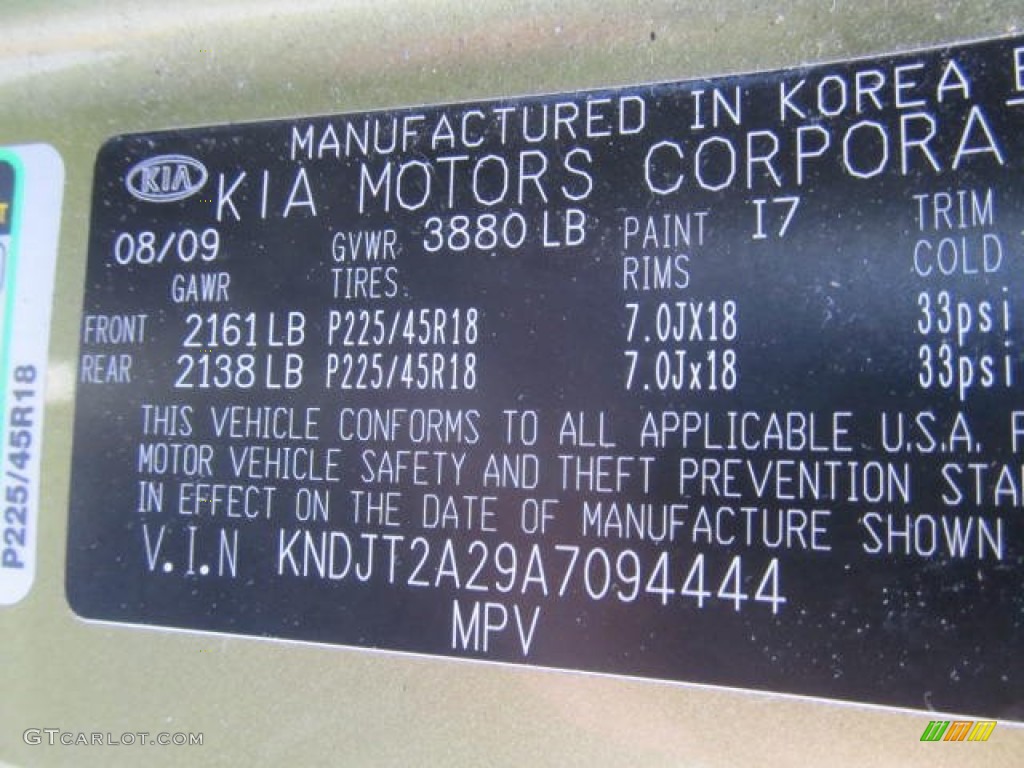 MANUFACTURED IN KOREA
KIA KIA MOTORS CORPORA
08/09 GVWR 3880 LB PAINT I7 TRIM
GAWR TIRES RIMS COLD
FRONT 2161 LB P225/45R18 7.0JX18 33psi
REAR 2138 LB P225/45R18 7.0Jx18 33psi
THIS VEHICLE CONFORMS TO ALL APPLICABLE U.S.A. F
MOTOR VEHICLE SAFETY AND THEFT PREVENTION STA
IN EFFECT ON THE DATE OF MANUFACTURE SHOWN
V.I.N KNDJT2A29A7094444
MPV
P225/45R18
GTCARLOT.COM